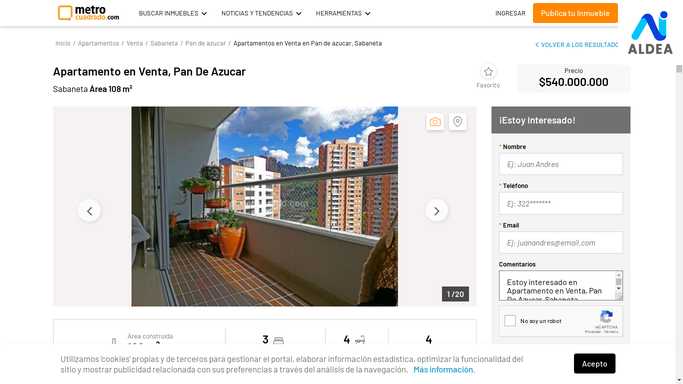 metro
cuadrado.com
BUSCAR INMUEBLES
NOTICIAS Y TENDENCIAS
HERRAMIENTAS
INGRESAR
Publica tu Inmueble
AI
ALDEA
Inicio / Apartamentos / Venta / Sabaneta / Pan de azucar / Apartamentos en Venta en Pan de azucar, Sabaneta
< VOLVER A LOS RESULTADO
Apartamento en Venta, Pan De Azucar
Sabaneta Área 108 m²
Favorito
Precio
$540.000.000
¡Estoy Interesado!
* Nombre
Ej: Juan Andres
* Teléfono
Ej: 322*******
* Email
Ej: juanandres@email.com
Comentarios
Estoy interesado en
Apartamento en Venta, Pan
De Azucar, Sabaneta
No soy un robot
reCAPTCHA
Privacidad - Términos
1 / 20
Área construida
3
4
4
Utilizamos 'cookies' propias y de terceros para gestionar el portal, elaborar información estadística, optimizar la funcionalidad del
sitio y mostrar publicidad relacionada con sus preferencias a través del análisis de la navegación. Más información.
Acepto